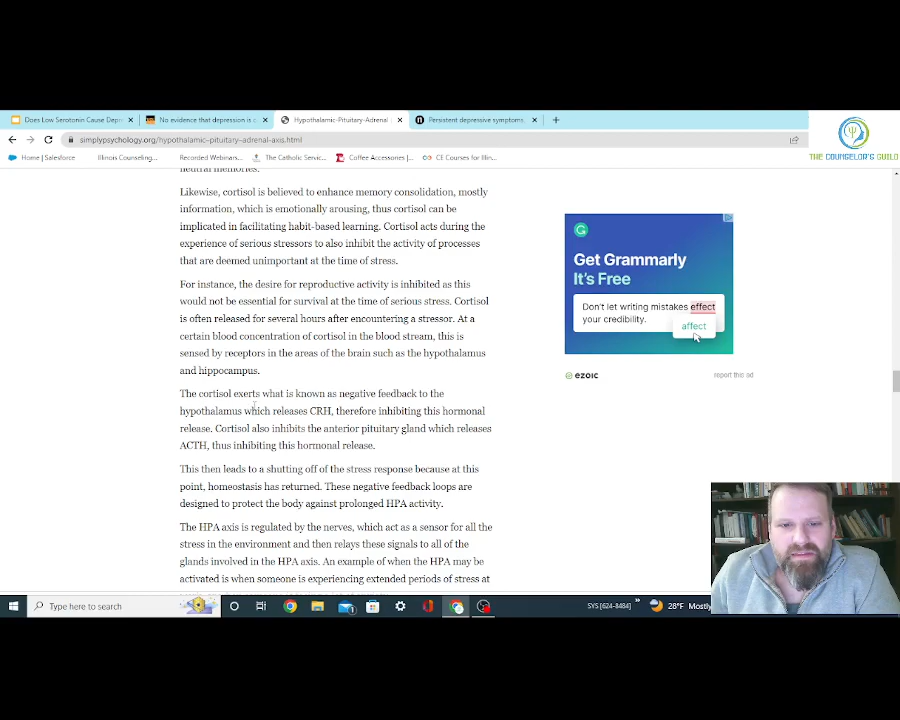 Does Low Serotonin Cause Depre
No evidence that depression is c
Hypothalamic-Pituitary-Adrenal
Persistent depressive symptoms
simplypsychology.org/hypothalamic-pituitary-adrenal-axis.html
Home | Salesforce
Illinois Counseling...
Recorded Webinars...
The Catholic Servic...
Coffee Accessories |...
CE Courses for Illin...
THE COUNSELOR'S GUILD
neutral memories.
Likewise, cortisol is believed to enhance memory consolidation, mostly
information, which is emotionally arousing, thus cortisol can be
implicated in facilitating habit-based learning. Cortisol acts during the
experience of serious stressors to also inhibit the activity of processes
that are deemed unimportant at the time of stress.
For instance, the desire for reproductive activity is inhibited as this
would not be essential for survival at the time of serious stress. Cortisol
is often released for several hours after encountering a stressor. At a
certain blood concentration of cortisol in the blood stream, this is
sensed by receptors in the areas of the brain such as the hypothalamus
and hippocampus.
The cortisol exerts what is known as negative feedback to the
hypothalamus which releases CRH, therefore inhibiting this hormonal
release. Cortisol also inhibits the anterior pituitary gland which releases
ACTH, thus inhibiting this hormonal release.
This then leads to a shutting off of the stress response because at this
point, homeostasis has returned. These negative feedback loops are
designed to protect the body against prolonged HPA activity.
The HPA axis is regulated by the nerves, which act as a sensor for all the
stress in the environment and then relays these signals to all of the
glands involved in the HPA axis. An example of when the HPA may be
activated is when someone is experiencing extended periods of stress at
Get Grammarly
It's Free
Don't let writing mistakes effect
your credibility.
affect
ezoic
report this ad
Type here to search
SYS [624-8484]
28°F Mostly